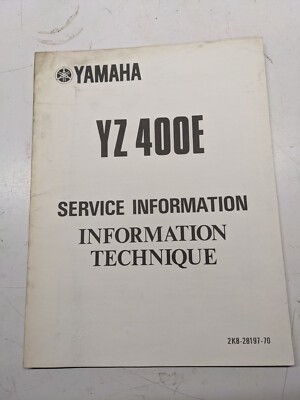 YAMAHA
YZ 400E
SERVICE INFORMATION
INFORMATION
TECHNIQUE
2K8-28197-70